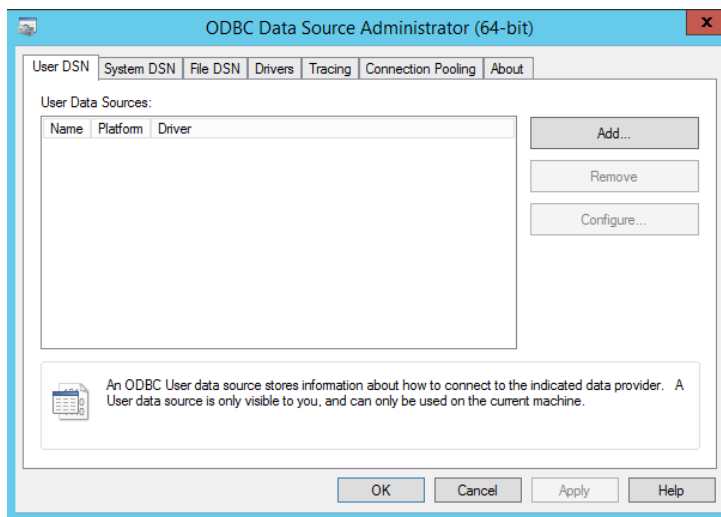 ODBC Data Source Administrator (64-bit)
x
User DSN System DSN File DSN Drivers Tracing Connection Pooling About
User Data Sources:
Name Platform Driver
Add...
Remove
Configure...
An ODBC User data source stores information about how to connect to the indicated data provider. A
User data source is only visible to you, and can only be used on the current machine.
OK Cancel Apply Help